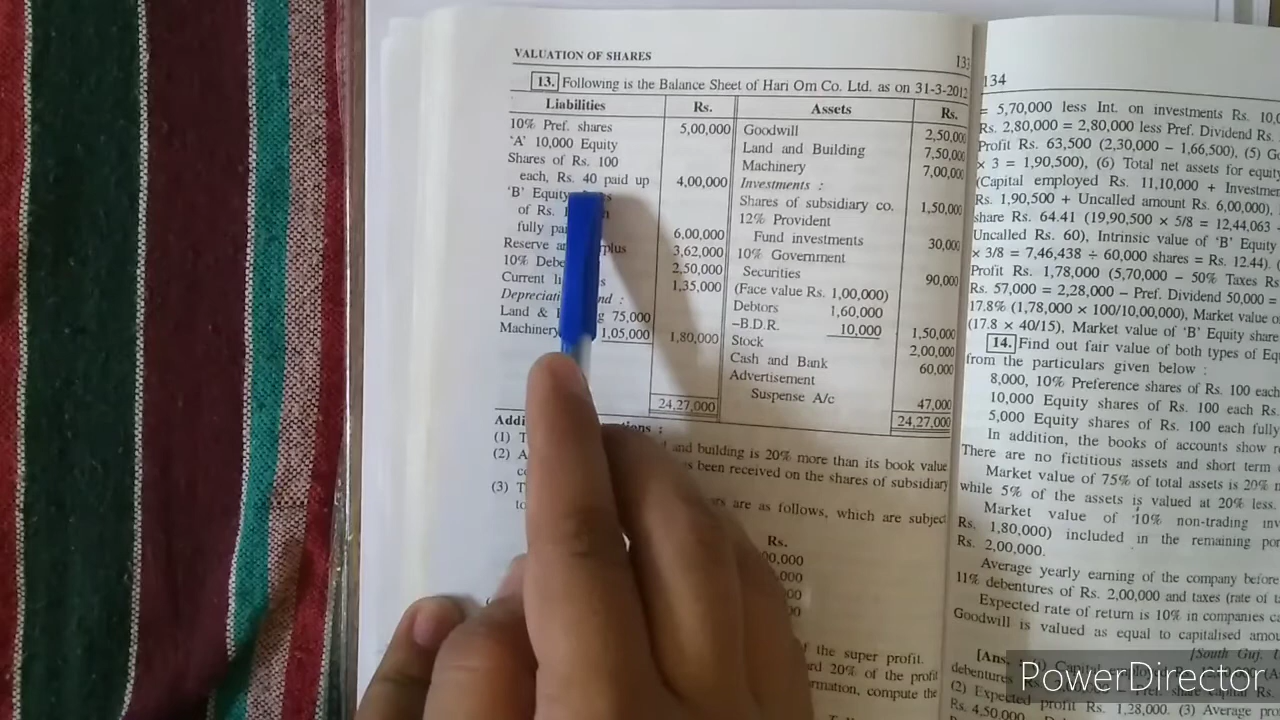 VALUATION OF SHARES
133
13. Following is the Balance Sheet of Hari Om Co. Ltd. as on 31-3-2012
Liabilities Rs. Assets Rs.
10% Pref. shares 5,00,000 Goodwill 2,50,000
'A' 10,000 Equity Land and Building 7,50,000
Shares of Rs. 100 Machinery 7,00,000
each, Rs. 40 paid up 4,00,000 Investments :
'B' Equity Shares of subsidiary co. 1,50,000
of Rs. 12% Provident
fully 6,00,000 Fund investments 30,000
Reserve 3,62,000 10% Government
10% 2,50,000 Securities 90,000
Current 1,35,000 (Face value Rs. 1,00,000)
Debtors 1,60,000
Land & 75,000 –B.D.R. 10,000 1,50,000
Machinery 1,05,000 1,80,000 Stock 2,00,000
Cash and Bank 60,000
Advertisement
Suspense A/c 47,000
24,27,000 24,27,000
(1) and building is 20% more than its book value
(2) been received on the shares of subsidiary
(3) are as follows, which are subject
to
Rs.
the super profit.
20% of the profit
compute the
134
= 5,70,000 less Int. on investments Rs.
Rs. 2,80,000 = 2,80,000 less Pref. Dividend Rs.
Profit Rs. 63,500 (2,30,000 – 1,66,500), (5)
× 3 = 1,90,500), (6) Total net assets for equity
(Capital employed Rs. 11,10,000 +
Rs. 1,90,500 + Uncalled amount Rs. 6,00,000),
share Rs. 64.41 (19,90,500 × 5/8 = 12,44,063
Uncalled Rs. 60), Intrinsic value of 'B' Equity
× 3/8 = 7,46,438 ÷ 60,000 shares = Rs. 12.44).
Profit Rs. 1,78,000 (5,70,000 – 50% Taxes
Rs. 57,000 = 2,28,000 – Pref. Dividend 50,000 =
17.8% (1,78,000 × 100/10,00,000), Market value
(17.8 × 40/15), Market value of 'B' Equity share
14. Find out fair value of both types of
from the particulars given below :
8,000, 10% Preference shares of Rs. 100 each
10,000 Equity shares of Rs. 100 each
5,000 Equity shares of Rs. 100 each fully
In addition, the books of accounts show
There are no fictitious assets and short term
Market value of 75% of total assets is 20%
while 5% of the assets is valued at 20% less.
Market value of 10% non-trading
Rs. 1,80,000) included in the remaining
Rs. 2,00,000.
Average yearly earning of the company before
11% debentures of Rs. 2,00,000 and taxes (rate of
Expected rate of return is 10% in companies
Goodwill is valued as equal to capitalised
[South Guj.
[Ans.
debentures
(2) Expected profit Rs. 1,28,000. (3) Average
Rs. 4,50,000
PowerDirector